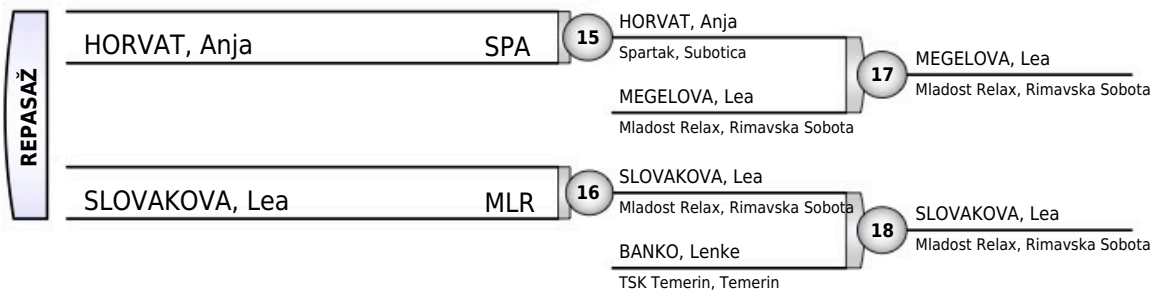 REPASAŽ
HORVAT, Anja SPA
15
HORVAT, Anja
Spartak, Subotica
MEGELOVA, Lea
Mladost Relax, Rimavska Sobota
17
MEGELOVA, Lea
Mladost Relax, Rimavska Sobota
SLOVAKOVA, Lea MLR
16
SLOVAKOVA, Lea
Mladost Relax, Rimavska Sobota
BANKO, Lenke
TSK Temerin, Temerin
18
SLOVAKOVA, Lea
Mladost Relax, Rimavska Sobota